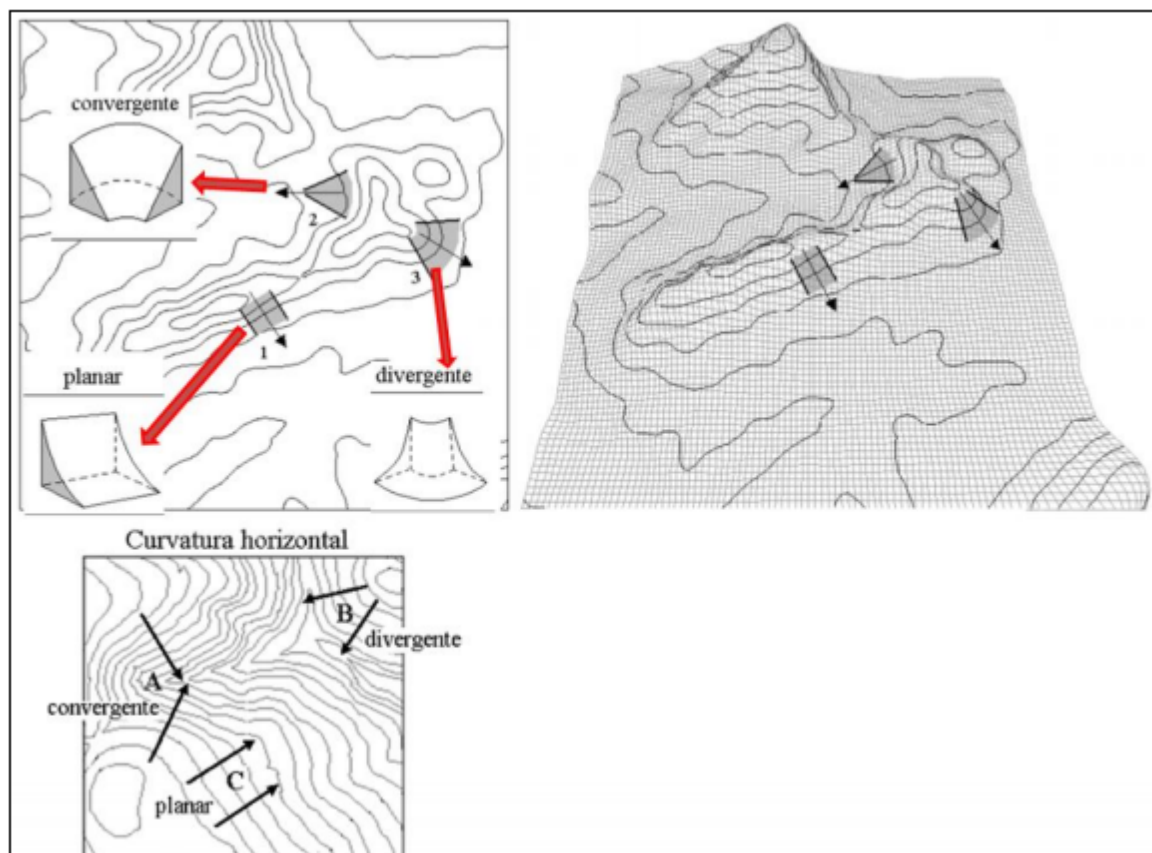 convergente
2
3
1
planar
divergente
Curvatura horizontal
B
divergente
A
convergente
C
planar